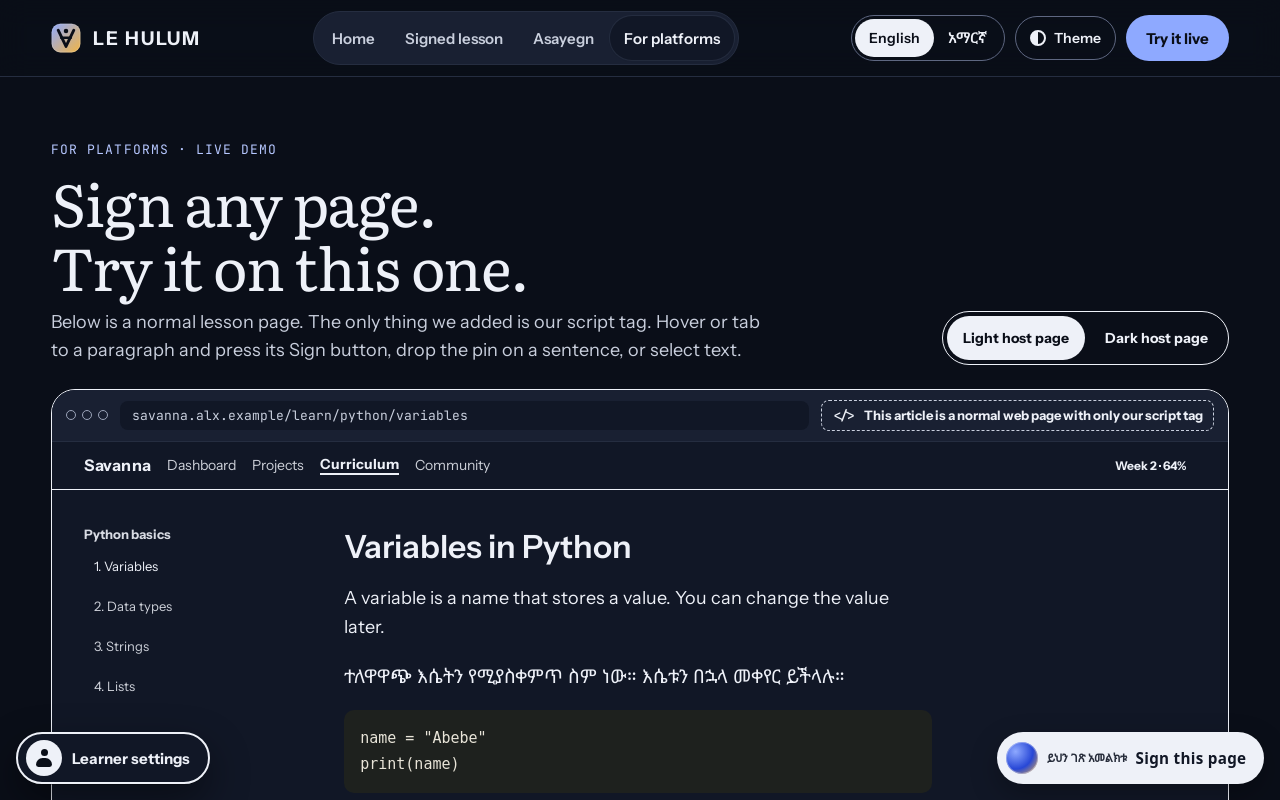 LE HULUM
Home Signed lesson Asayegn For platforms
English አማርኛ Theme Try it live
FOR PLATFORMS · LIVE DEMO
Sign any page.
Try it on this one.
Below is a normal lesson page. The only thing we added is our script tag. Hover or tab
to a paragraph and press its Sign button, drop the pin on a sentence, or select text.
Light host page Dark host page
savanna.alx.example/learn/python/variables
</> This article is a normal web page with only our script tag
Savanna Dashboard Projects Curriculum Community
Week 2 · 64%
Python basics
1. Variables
2. Data types
3. Strings
4. Lists
Variables in Python
A variable is a name that stores a value. You can change the value
later.
ተለዋዋጭ እሴትን የሚያስቀምጥ ስም ነው። እሴቱን በኋላ መቀየር ይችላሉ።
name = "Abebe"
print(name)
Learner settings
ይህን ገጽ አመልክቱ Sign this page